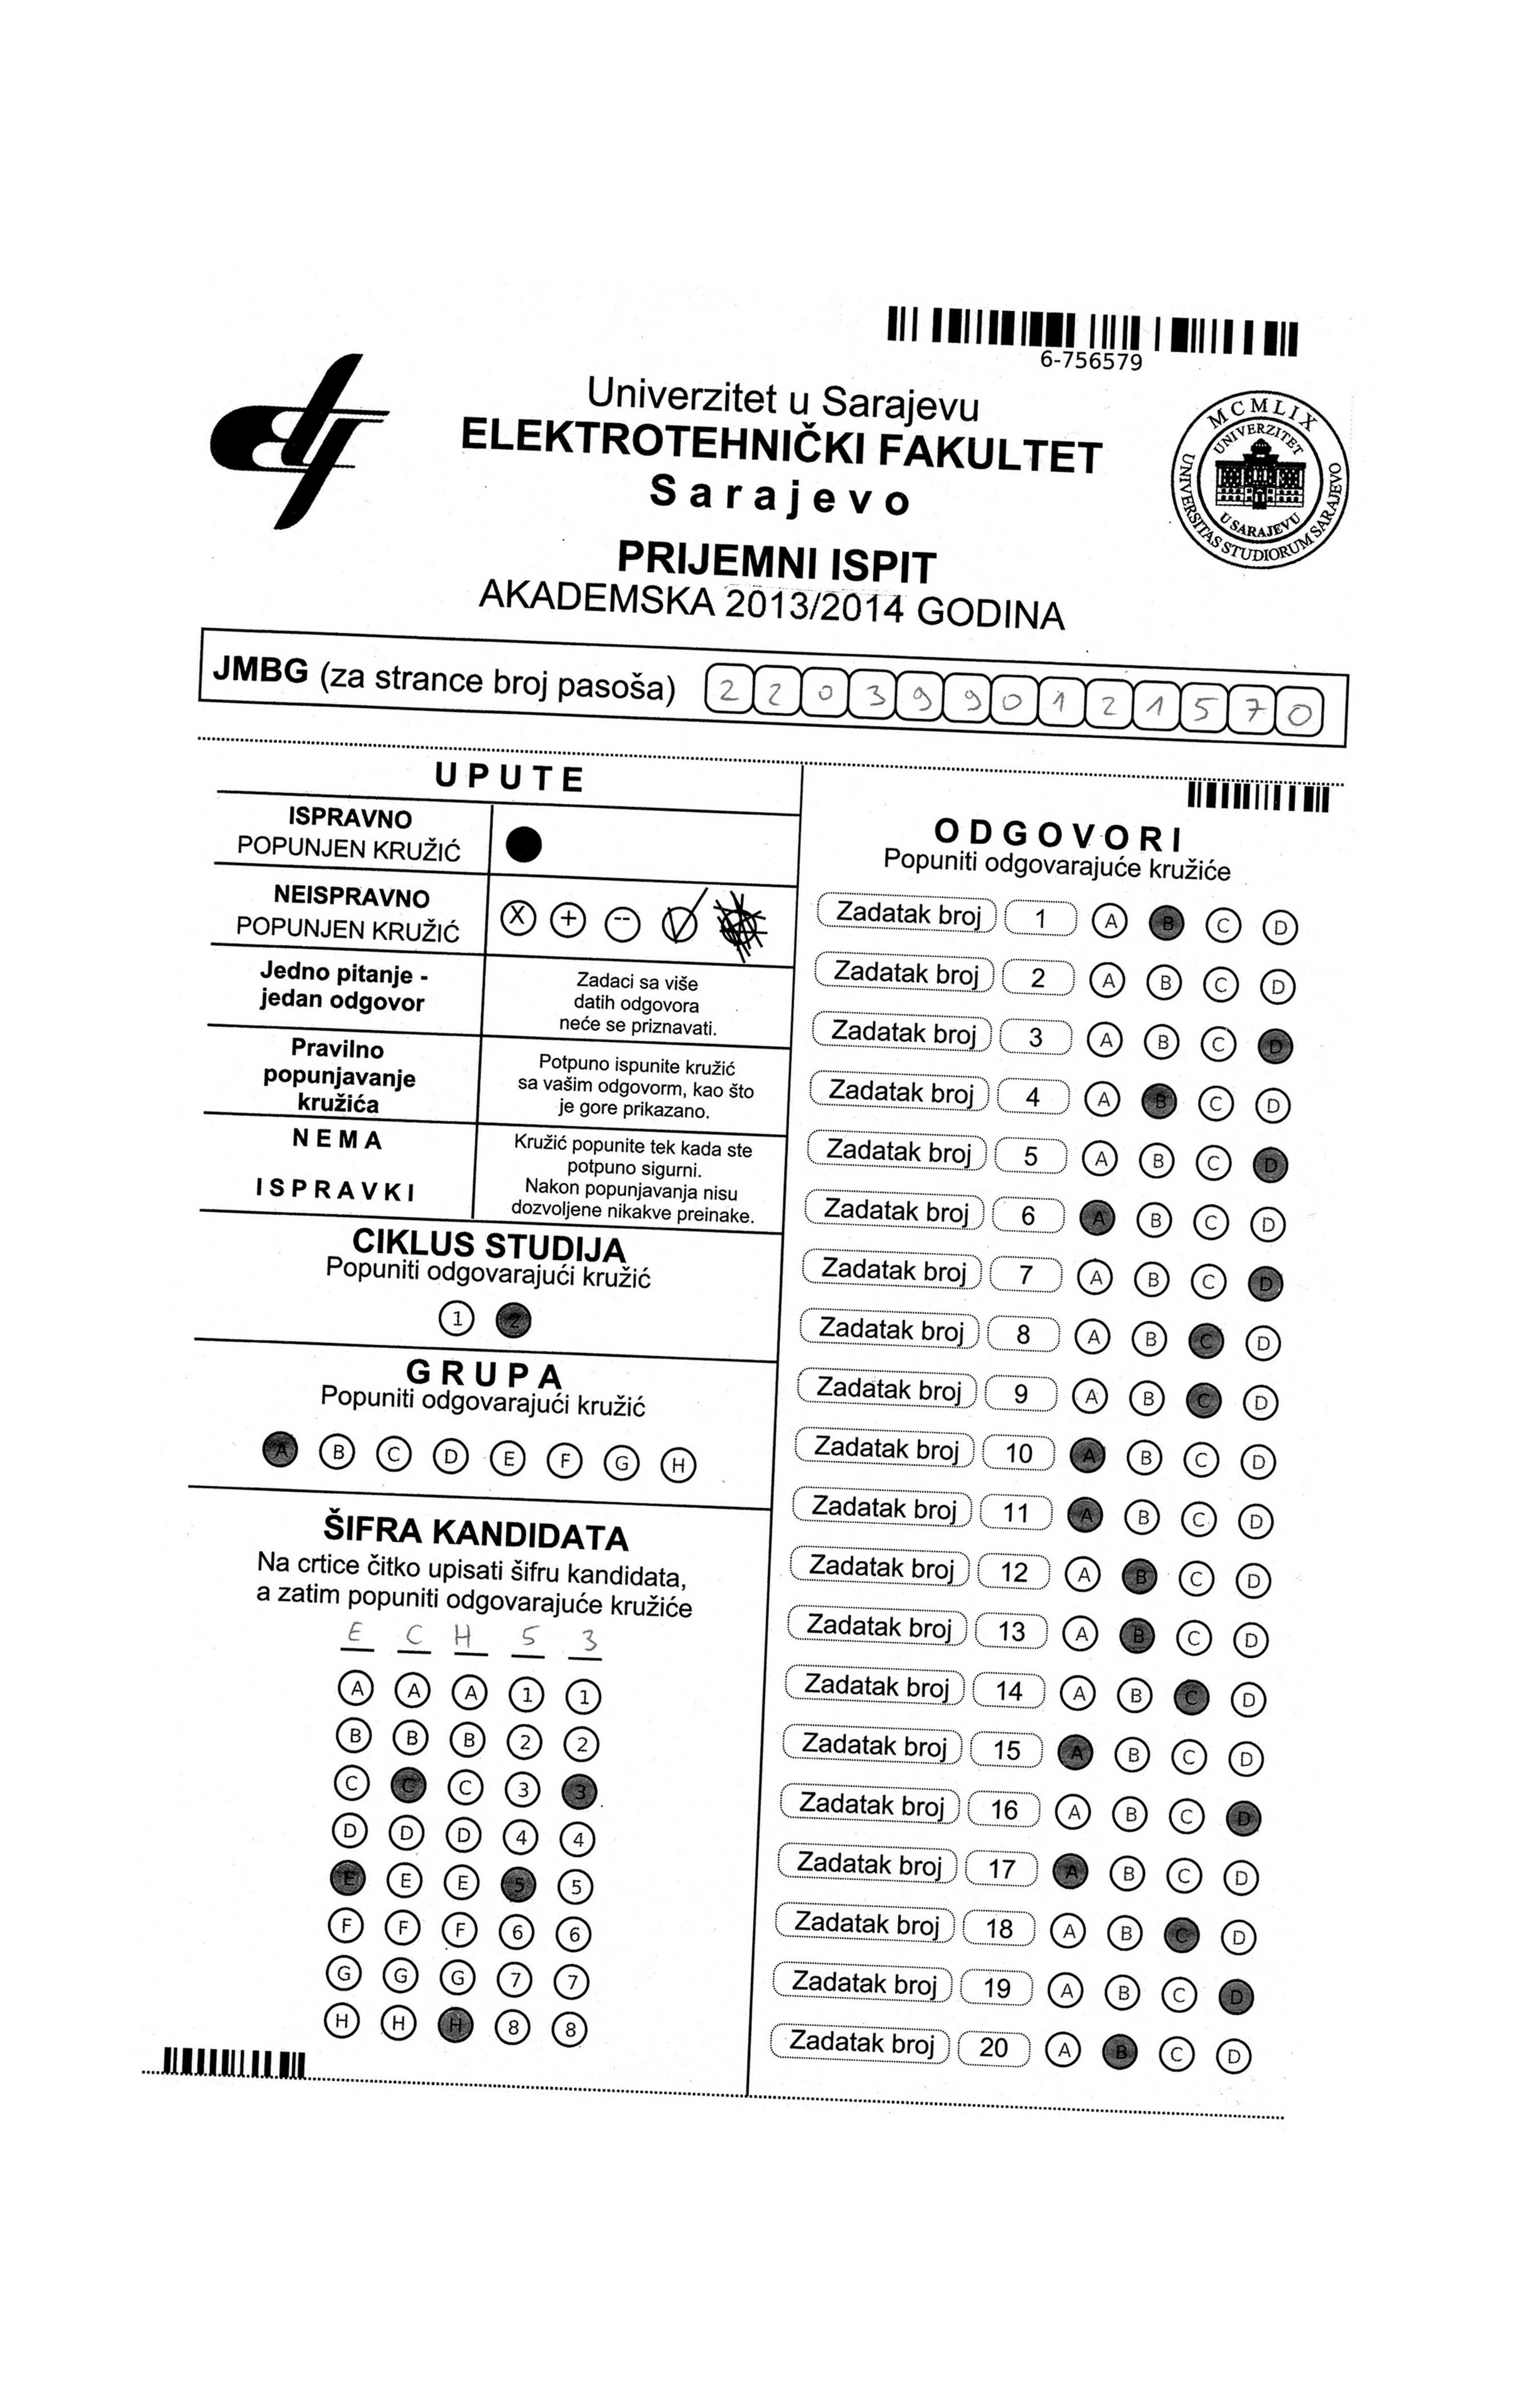 6-756579
Univerzitet u Sarajevu
ELEKTROTEHNIČKI FAKULTET
Sarajevo
MCMLIX
UNIVERZITET
U SARAJEVU
UNIVERSITAS STUDIORUM SARAJEVO
PRIJEMNI ISPIT
AKADEMSKA 2013/2014 GODINA
JMBG (za strance broj pasoša) 2 2 0 3 9 9 0 1 2 1 5 7 0
UPUTE
ISPRAVNO
POPUNJEN KRUŽIĆ
NEISPRAVNO
POPUNJEN KRUŽIĆ X + --
Jedno pitanje -
jedan odgovor
Zadaci sa više
datih odgovora
neće se priznavati.
Pravilno
popunjavanje
kružića
Potpuno ispunite kružić
sa vašim odgovorm, kao što
je gore prikazano.
NEMA
ISPRAVKI
Kružić popunite tek kada ste
potpuno sigurni.
Nakon popunjavanja nisu
dozvoljene nikakve preinake.
CIKLUS STUDIJA
Popuniti odgovarajući kružić
1 2
GRUPA
Popuniti odgovarajući kružić
A B C D E F G H
ŠIFRA KANDIDATA
Na crtice čitko upisati šifru kandidata,
a zatim popuniti odgovarajuće kružiće
E C H 5 3
A A A 1 1
B B B 2 2
C C C 3 3
D D D 4 4
E E E 5 5
F F F 6 6
G G G 7 7
H H H 8 8
ODGOVORI
Popuniti odgovarajuće kružiće
Zadatak broj 1 A B C D
Zadatak broj 2 A B C D
Zadatak broj 3 A B C D
Zadatak broj 4 A B C D
Zadatak broj 5 A B C D
Zadatak broj 6 A B C D
Zadatak broj 7 A B C D
Zadatak broj 8 A B C D
Zadatak broj 9 A B C D
Zadatak broj 10 A B C D
Zadatak broj 11 A B C D
Zadatak broj 12 A B C D
Zadatak broj 13 A B C D
Zadatak broj 14 A B C D
Zadatak broj 15 A B C D
Zadatak broj 16 A B C D
Zadatak broj 17 A B C D
Zadatak broj 18 A B C D
Zadatak broj 19 A B C D
Zadatak broj 20 A B C D